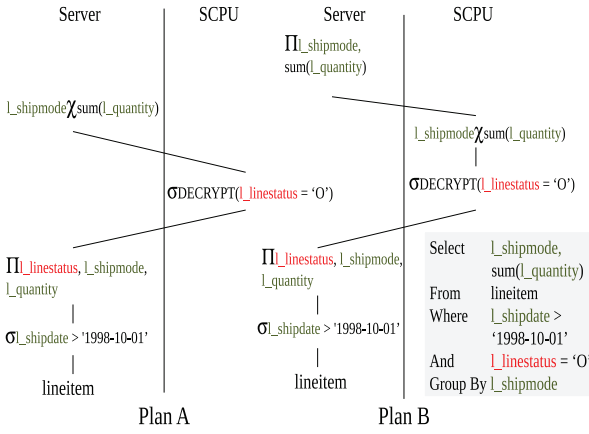 Server
SCPU
l_shipmodeχsum(l_quantity)
σDECRYPT(l_linestatus = ‘O’)
Πl_linestatus, l_shipmode,
l_quantity
σl_shipdate > '1998-10-01’
lineitem
Plan A
Server
SCPU
Πl_shipmode,
sum(l_quantity)
l_shipmodeχsum(l_quantity)
σDECRYPT(l_linestatus = ‘O’)
Πl_linestatus, l_shipmode,
l_quantity
σl_shipdate > '1998-10-01’
lineitem
Plan B
Select l_shipmode,
sum(l_quantity)
From lineitem
Where l_shipdate >
‘1998-10-01’
And l_linestatus = ‘O’
Group By l_shipmode